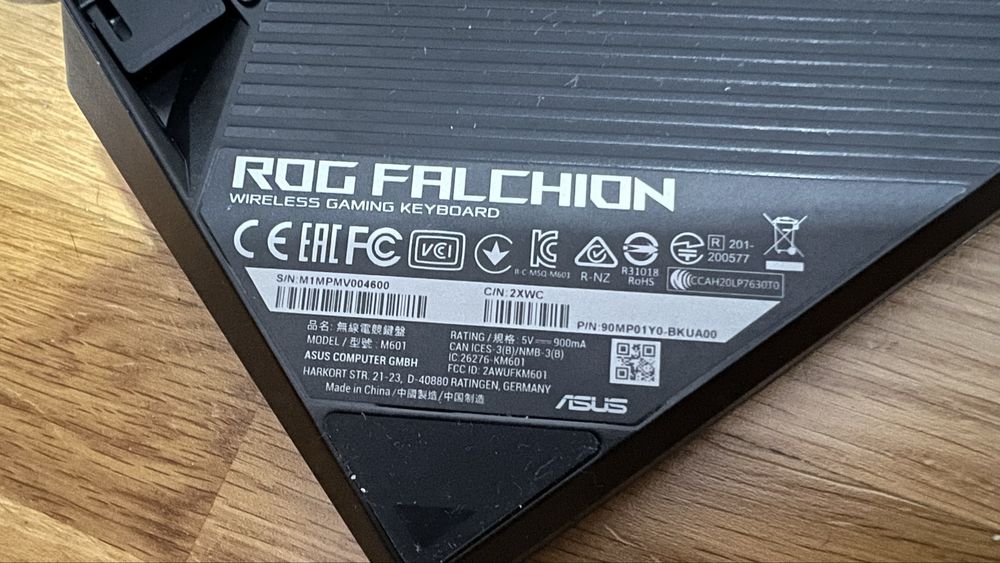 ROG FALCHION
WIRELESS GAMING KEYBOARD
CE EAC FC VCI
R-C-MSQ-M601
R-NZ
R31018
RoHS
R 201-
200577
CCAH20LP7630T0
S/N:M1MPMV004600
C/N:2XWC
P/N:90MP01Y0-BKUA00
品名: 無線電競鍵盤
MODEL / 型號: M601
ASUS COMPUTER GMBH
HARKORT STR. 21-23, D-40880 RATINGEN, GERMANY
Made in China /中國製造/中国制造
RATING / 規格: 5V⎓900mA
CAN ICES-3(B)/NMB-3(B)
IC:26276-KM601
FCC ID: 2AWUFKM601
ASUS